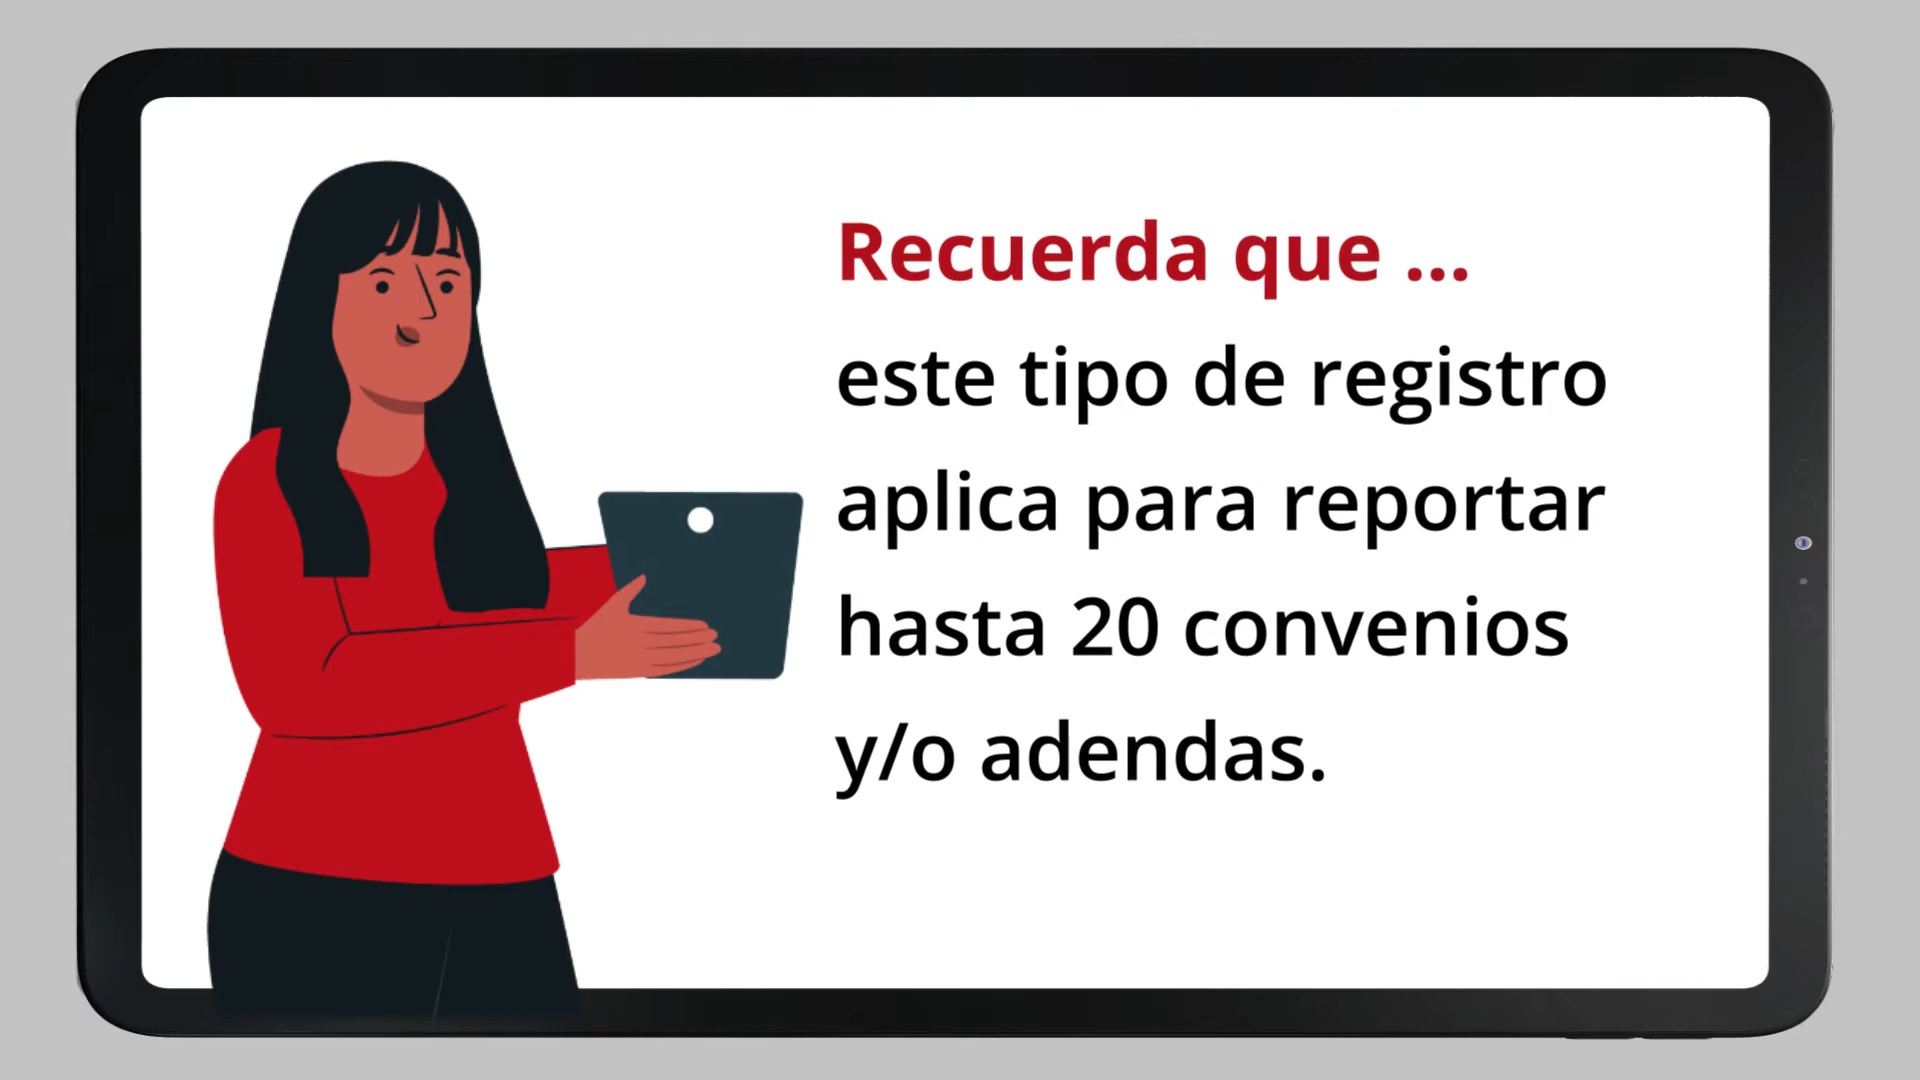 Recuerda que ...
este tipo de registro
aplica para reportar
hasta 20 convenios
y/o adendas.